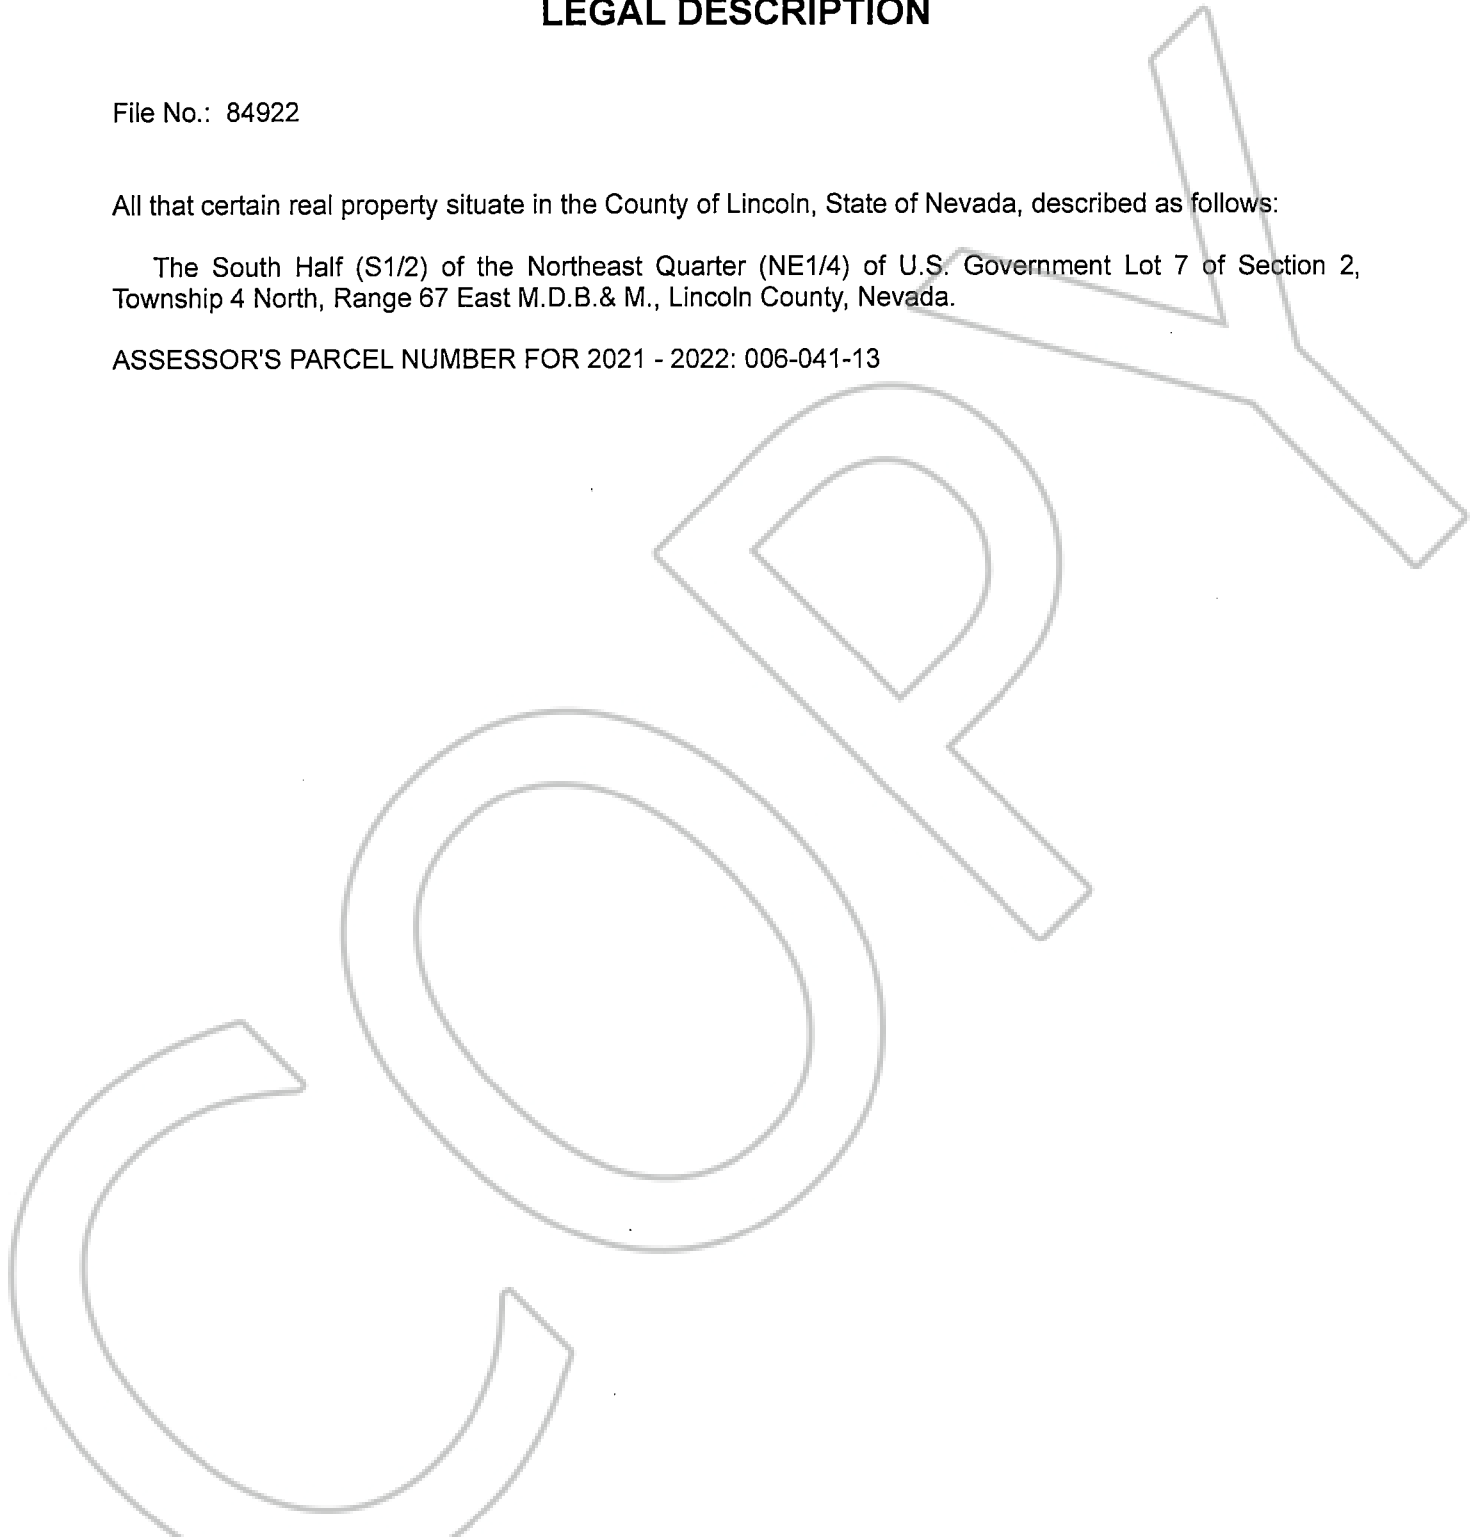 LEGAL DESCRIPTION
File No.: 84922
All that certain real property situate in the County of Lincoln, State of Nevada, described as follows:
The South Half (S1/2) of the Northeast Quarter (NE1/4) of U.S. Government Lot 7 of Section 2,
Township 4 North, Range 67 East M.D.B.& M., Lincoln County, Nevada.
ASSESSOR'S PARCEL NUMBER FOR 2021 - 2022: 006-041-13
COPY